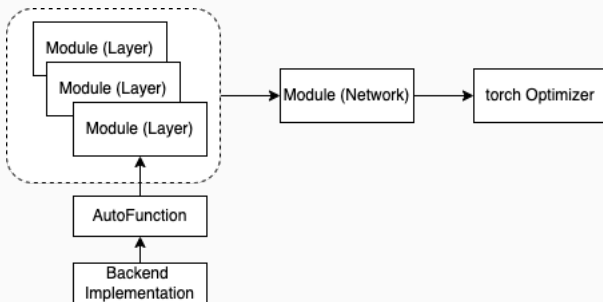 Module (Layer)
Module (Layer)
Module (Layer)
Module (Network)
torch Optimizer
AutoFunction
Backend
Implementation